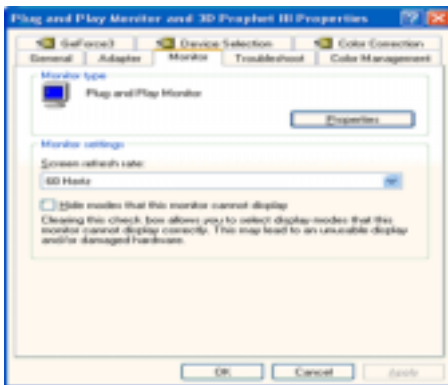 Plug and Play Monitor and 3D Prophet III Properties
GeForce3 Device Selection Color Correction
General Adapter Monitor Troubleshoot Color Management
Monitor type
Plug and Play Monitor
Properties
Monitor settings
Screen refresh rate:
60 Hertz
Hide modes that this monitor cannot display
Clearing this check box allows you to select display modes that this
monitor cannot display correctly. This may lead to an unusable display
and/or damaged hardware.
OK Cancel Apply